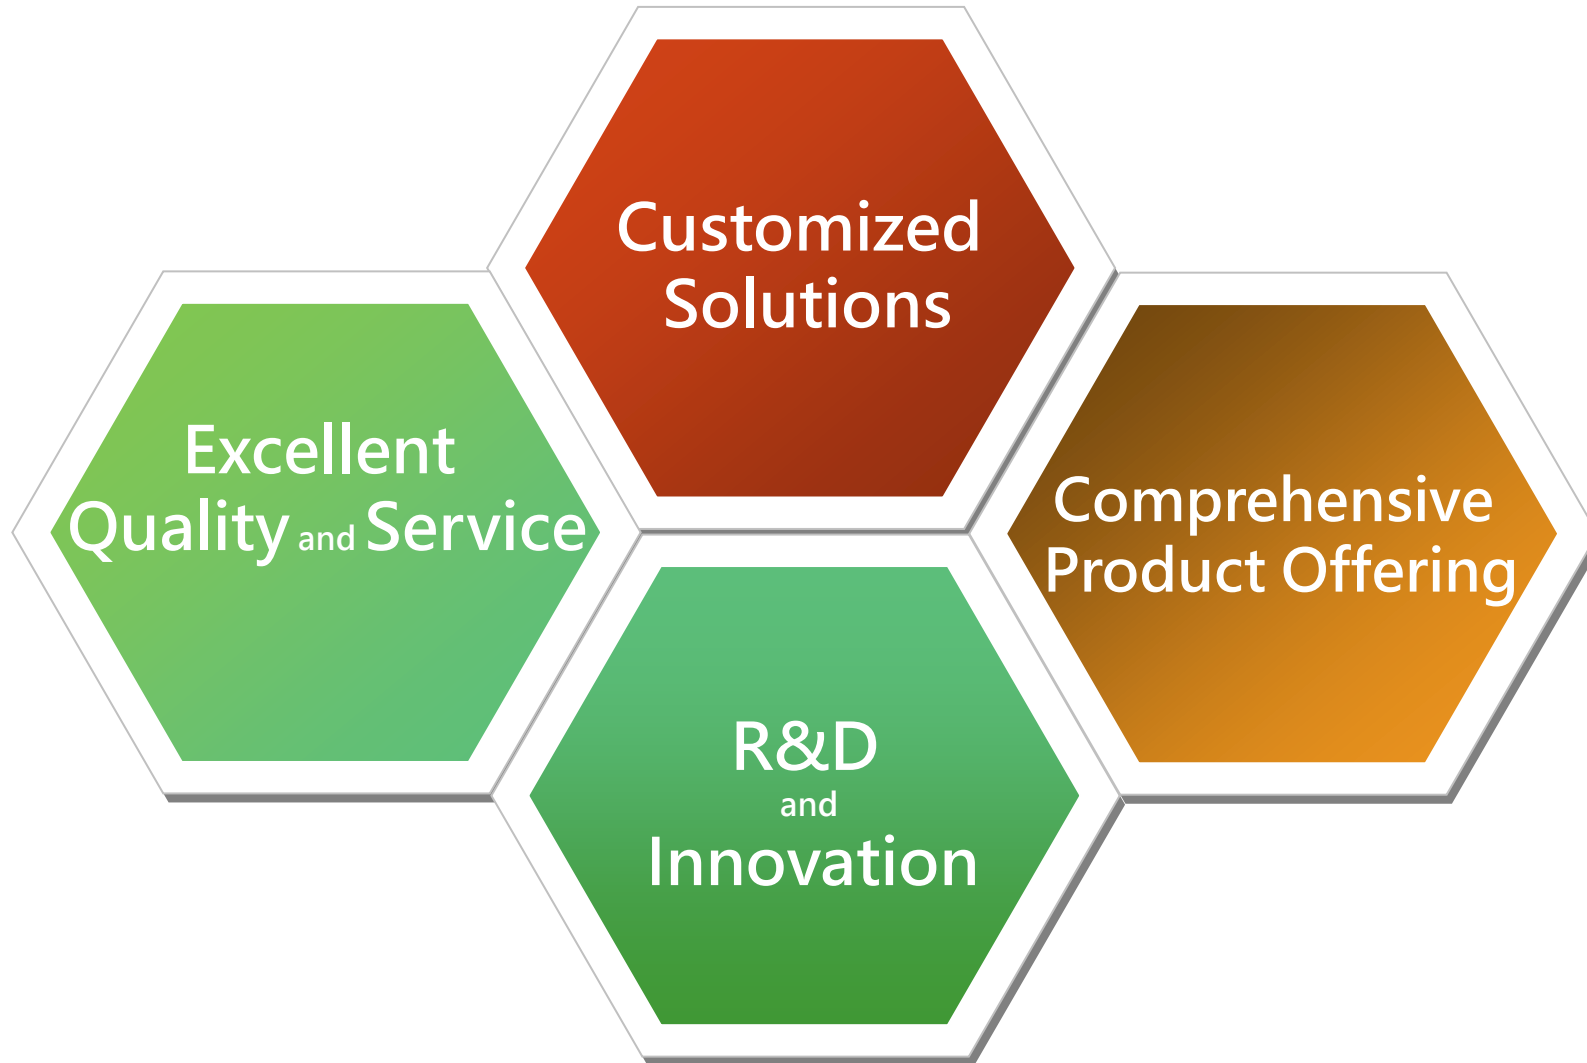 Customized
Solutions
Excellent
Quality and Service
Comprehensive
Product Offering
R&D
and
Innovation